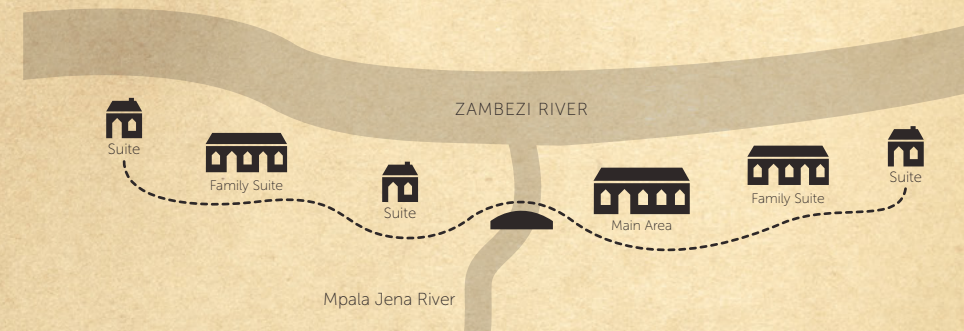 ZAMBEZI RIVER
Suite
Family Suite
Suite
Main Area
Family Suite
Suite
Mpala Jena River